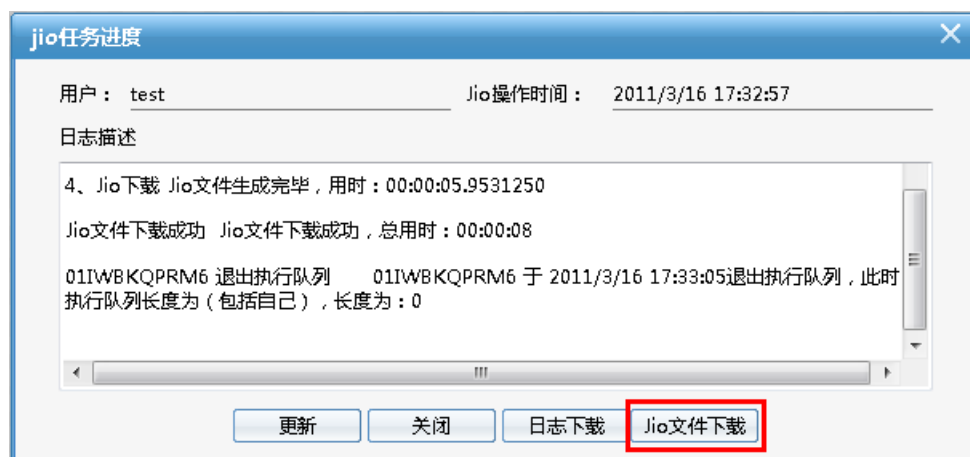 jio任务进度
用户： test Jio操作时间： 2011/3/16 17:32:57
日志描述
4、Jio下载 Jio文件生成完毕，用时：00:00:05.9531250
Jio文件下载成功 Jio文件下载成功，总用时：00:00:08
01IWBKQPRM6 退出执行队列 01IWBKQPRM6 于 2011/3/16 17:33:05退出执行队列，此时
执行队列长度为（包括自己），长度为：0
更新 关闭 日志下载 Jio文件下载